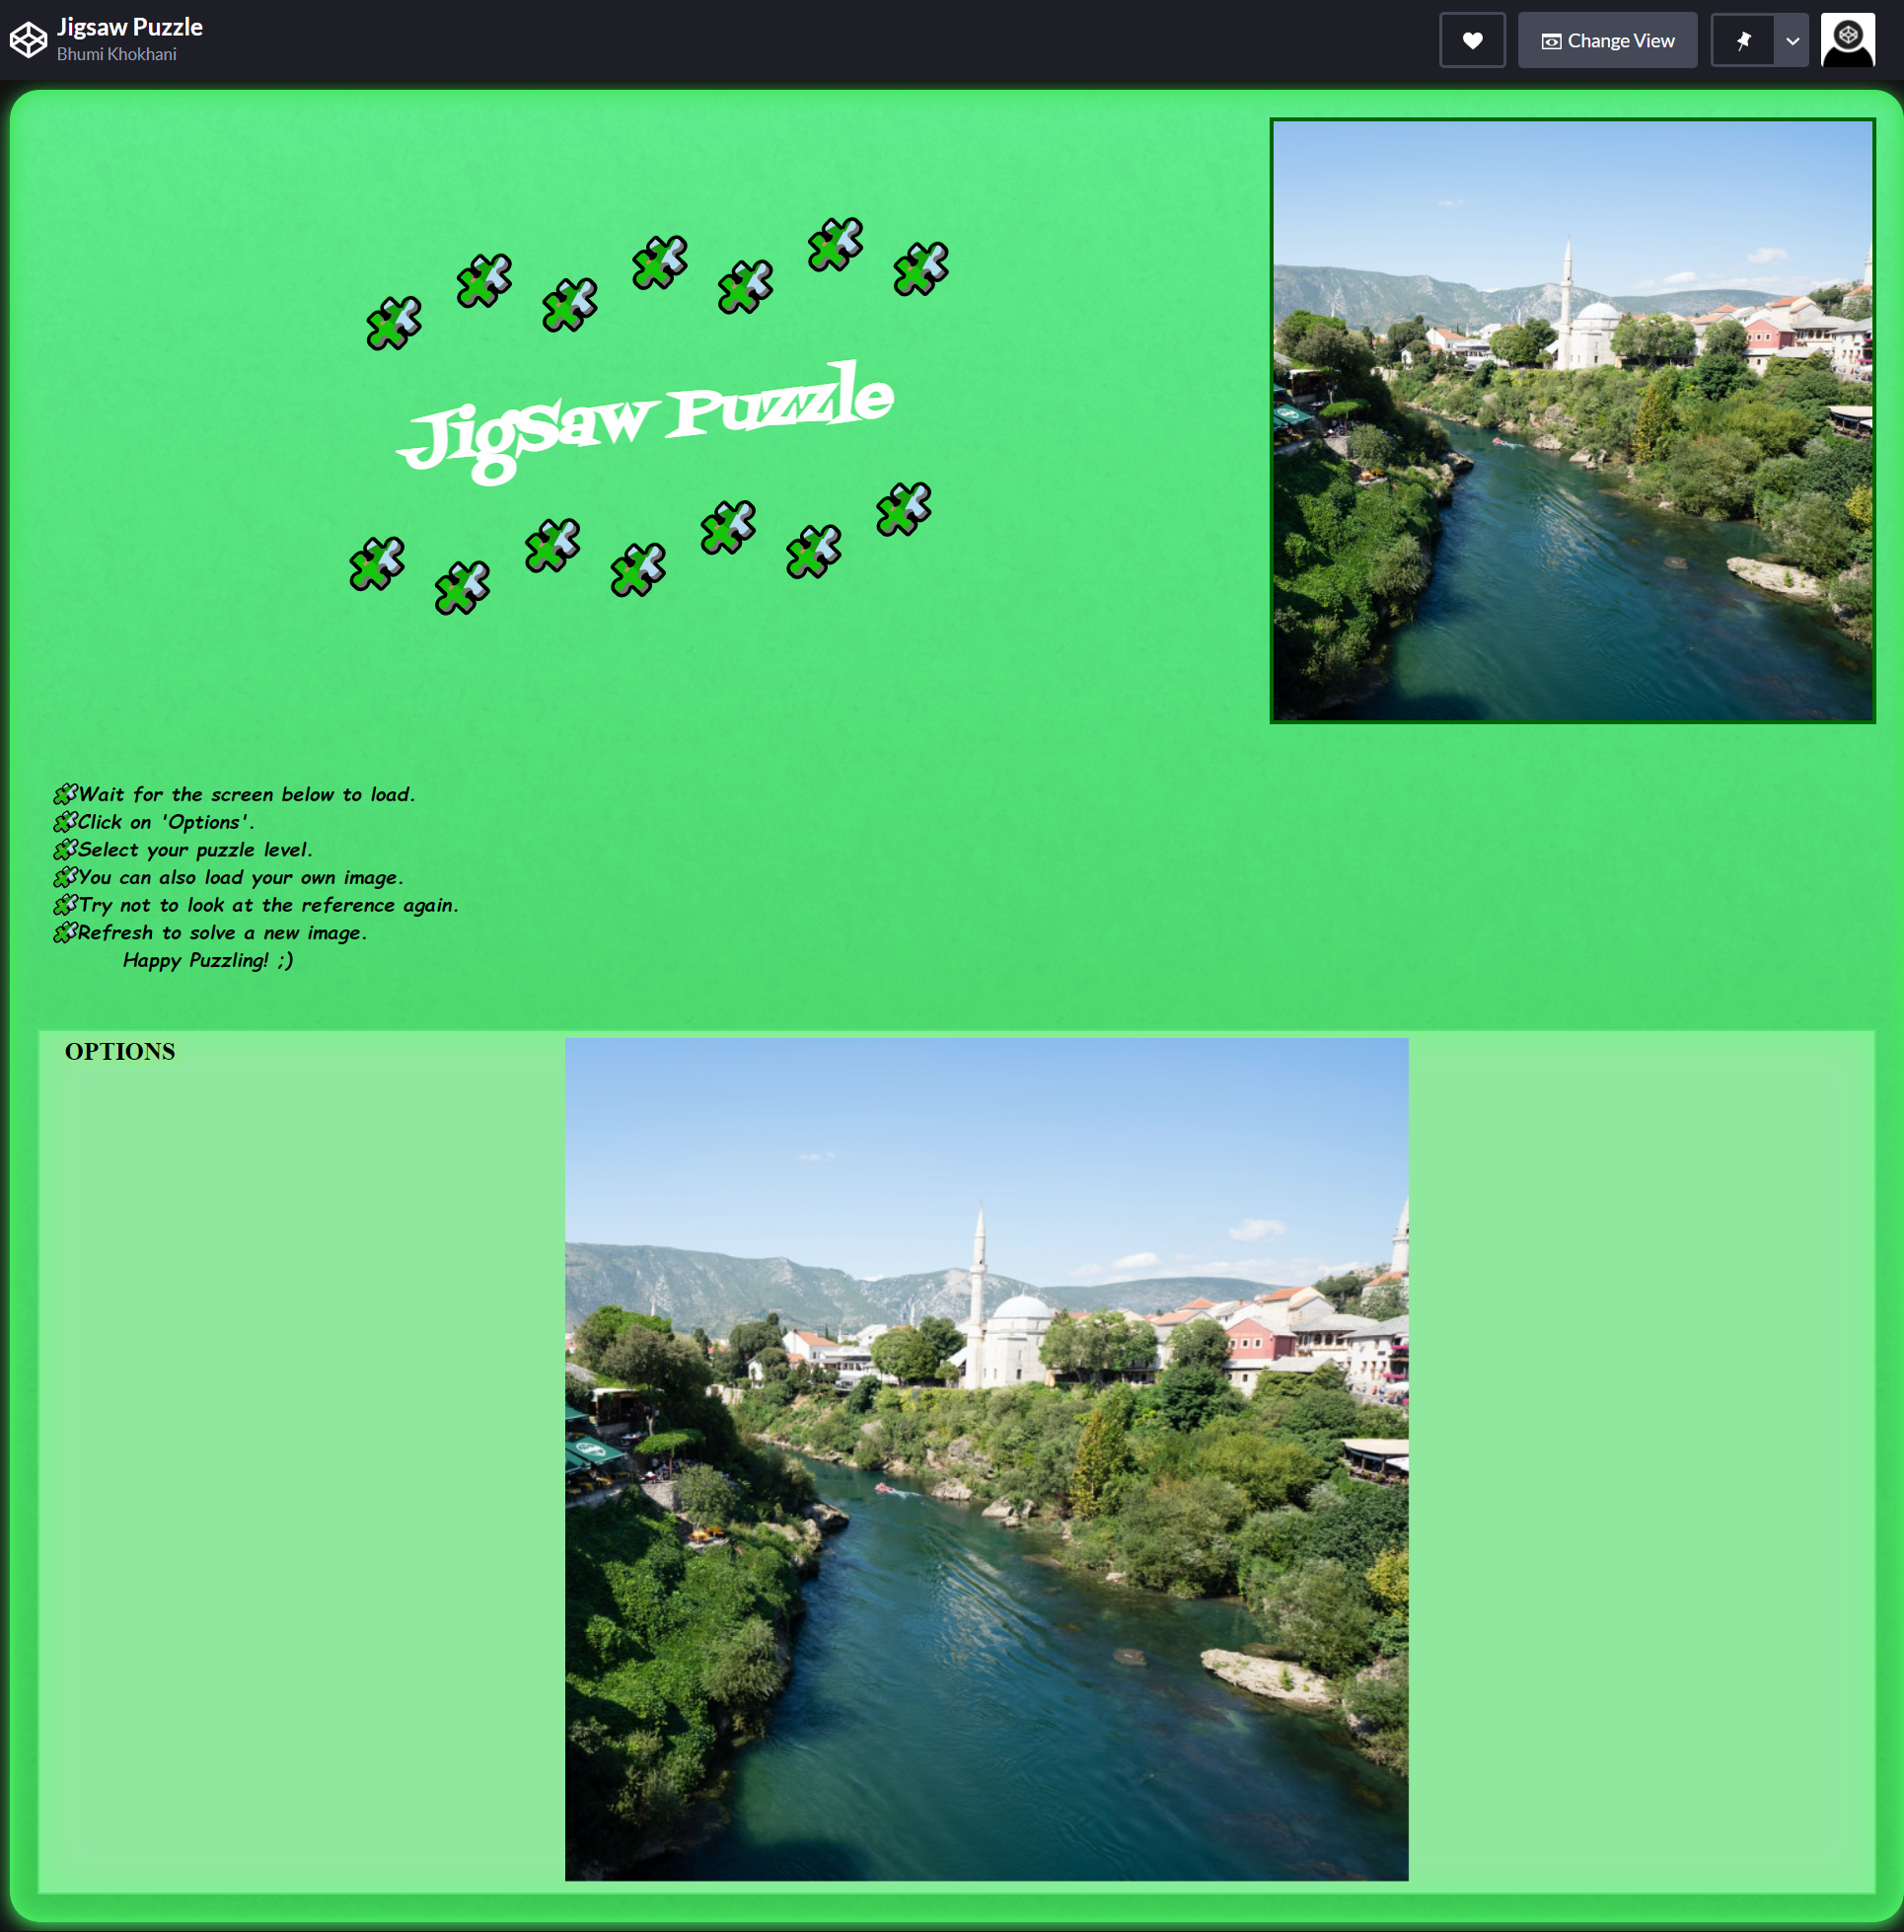 Jigsaw Puzzle
Bhumi Khokhani
Change View
JigSaw Puzzle
Wait for the screen below to load.
Click on 'Options'.
Select your puzzle level.
You can also load your own image.
Try not to look at the reference again.
Refresh to solve a new image.
Happy Puzzling! ;)
OPTIONS